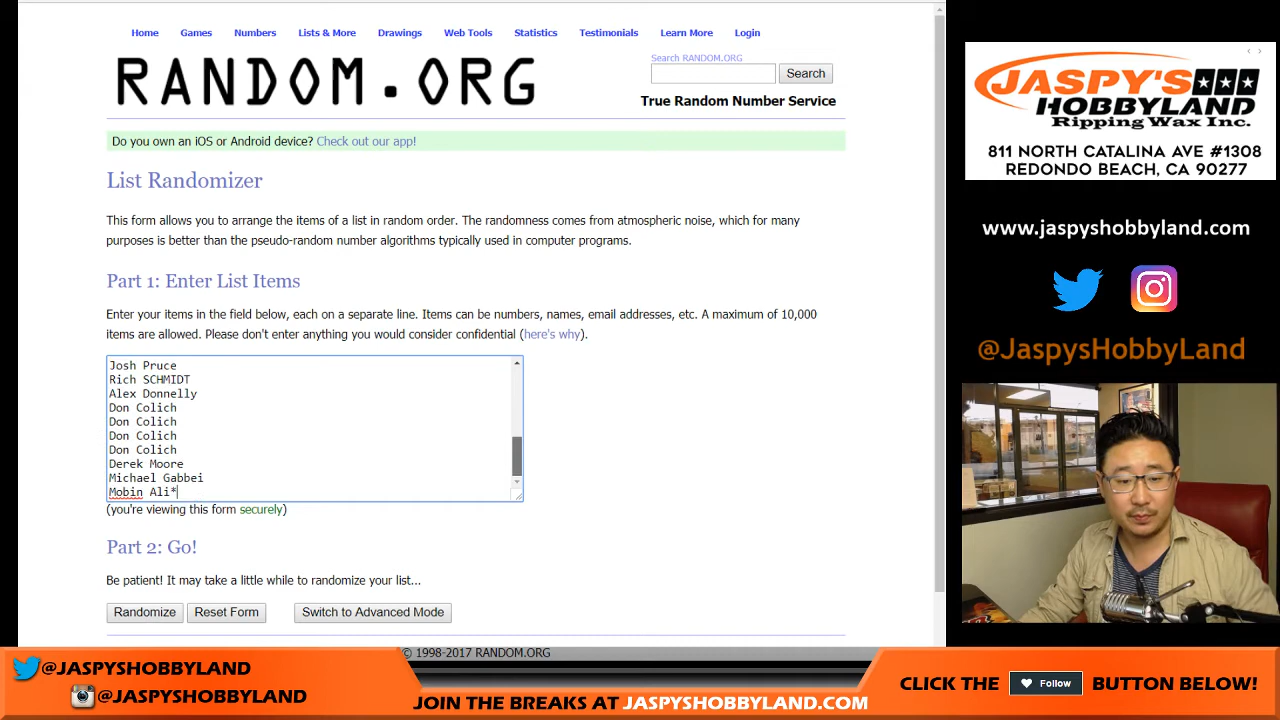 Home Games Numbers Lists & More Drawings Web Tools Statistics Testimonials Learn More Login
RANDOM.ORG
Search RANDOM.ORG
Search
True Random Number Service
Do you own an iOS or Android device? Check out our app!
List Randomizer
This form allows you to arrange the items of a list in random order. The randomness comes from atmospheric noise, which for many
purposes is better than the pseudo-random number algorithms typically used in computer programs.
Part 1: Enter List Items
Enter your items in the field below, each on a separate line. Items can be numbers, names, email addresses, etc. A maximum of 10,000
items are allowed. Please don't enter anything you would consider confidential (here's why).
Josh Pruce
Rich SCHMIDT
Alex Donnelly
Don Colich
Don Colich
Don Colich
Don Colich
Derek Moore
Michael Gabbei
Mobin Ali*
(you're viewing this form securely)
Part 2: Go!
Be patient! It may take a little while to randomize your list...
Randomize Reset Form Switch to Advanced Mode
© 1998-2017 RANDOM.ORG
JASPY'S
HOBBYLAND
Ripping Wax Inc.
811 NORTH CATALINA AVE #1308
REDONDO BEACH, CA 90277
www.jaspyshobbyland.com
@JaspysHobbyLand
@JASPYSHOBBYLAND
@JASPYSHOBBYLAND
JOIN THE BREAKS AT JASPYSHOBBYLAND.COM
CLICK THE Follow BUTTON BELOW!